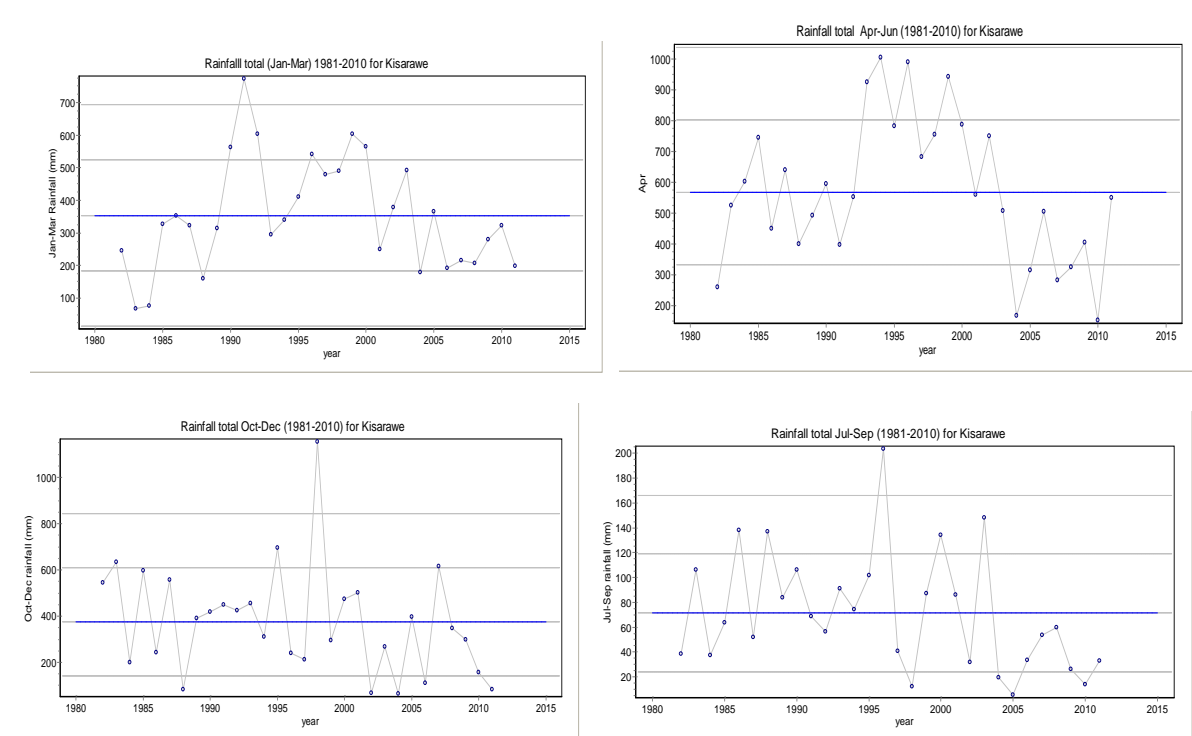 Rainfalll total (Jan-Mar) 1981-2010 for Kisarawe
Jan-Mar Rainfall (mm)
700
600
500
400
300
200
100
1980 1985 1990 1995 2000 2005 2010 2015
year
Rainfall total Apr-Jun (1981-2010) for Kisarawe
Apr
1000
900
800
700
600
500
400
300
200
1980 1985 1990 1995 2000 2005 2010 2015
year
Rainfall total Oct-Dec (1981-2010) for Kisarawe
Oct-Dec rainfall (mm)
1000
800
600
400
200
1980 1985 1990 1995 2000 2005 2010 2015
year
Rainfall total Jul-Sep (1981-2010) for Kisarawe
Jul-Sep rainfall (mm)
200
180
160
140
120
100
80
60
40
20
1980 1985 1990 1995 2000 2005 2010 2015
year